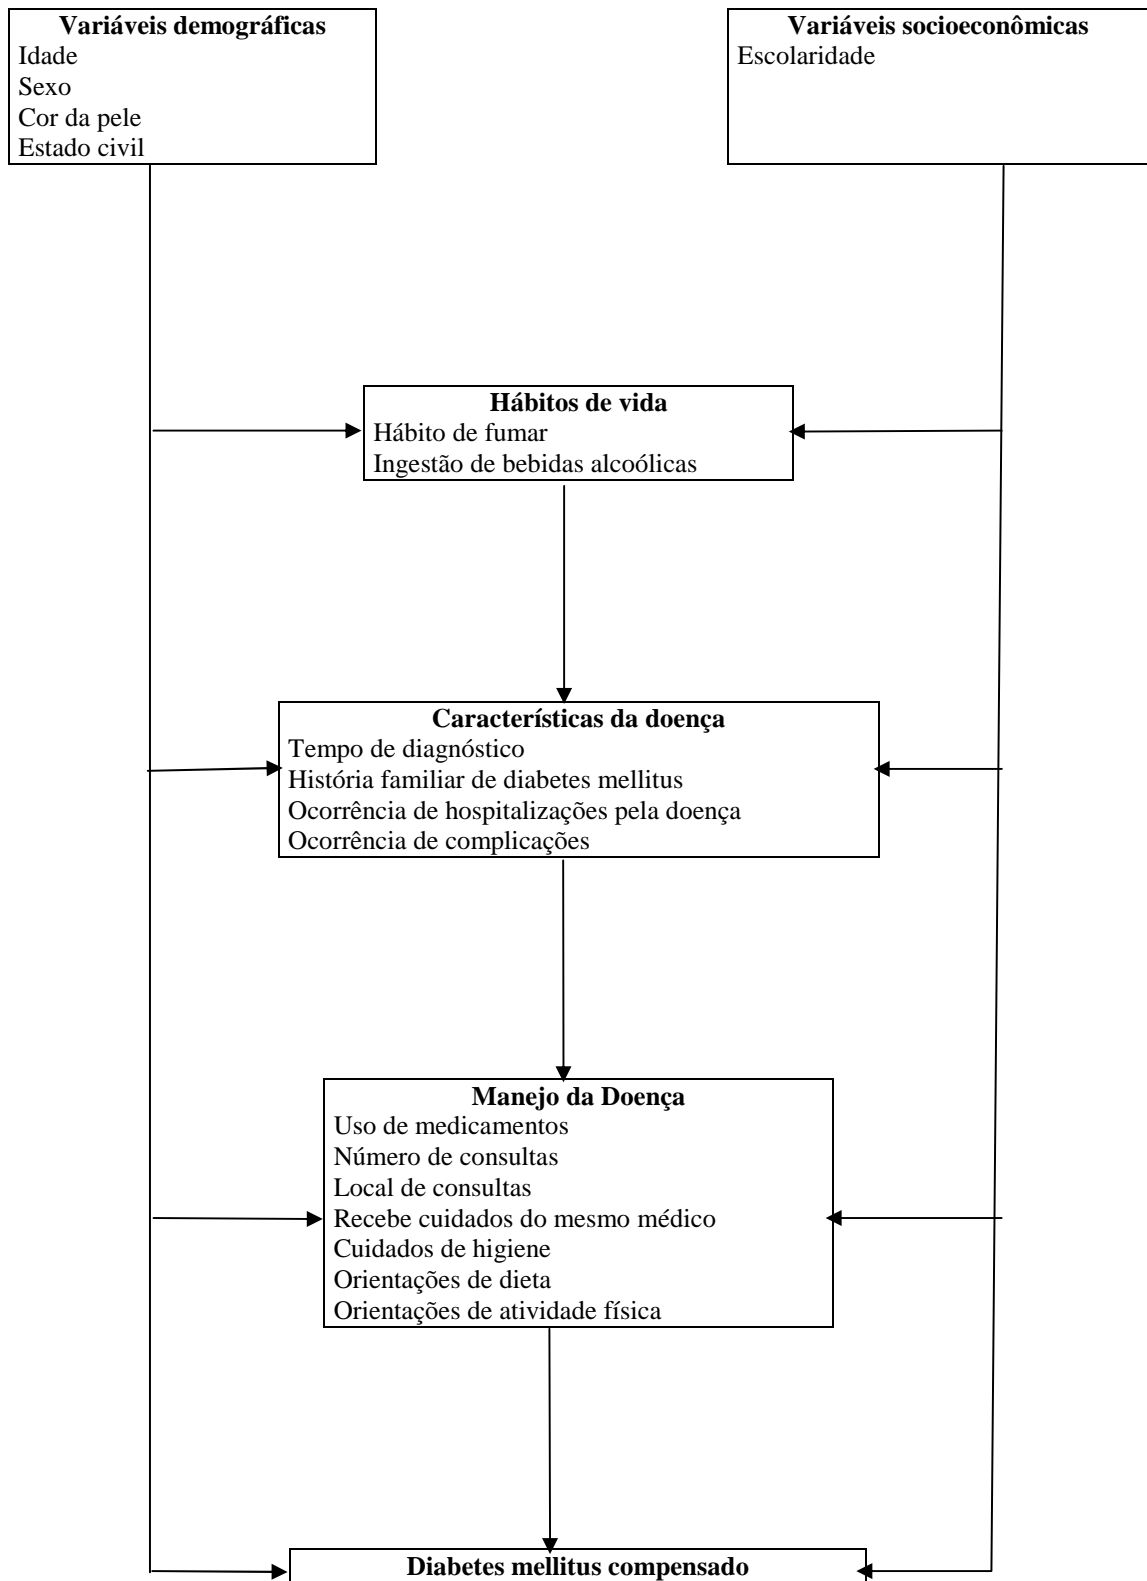 Variáveis demográficas
Idade
Sexo
Cor da pele
Estado civil
Variáveis socioeconômicas
Escolaridade
Hábitos de vida
Hábito de fumar
Ingestão de bebidas alcoólicas
Características da doença
Tempo de diagnóstico
História familiar de diabetes mellitus
Ocorrência de hospitalizações pela doença
Ocorrência de complicações
Manejo da Doença
Uso de medicamentos
Número de consultas
Local de consultas
Recebe cuidados do mesmo médico
Cuidados de higiene
Orientações de dieta
Orientações de atividade física
Diabetes mellitus compensado